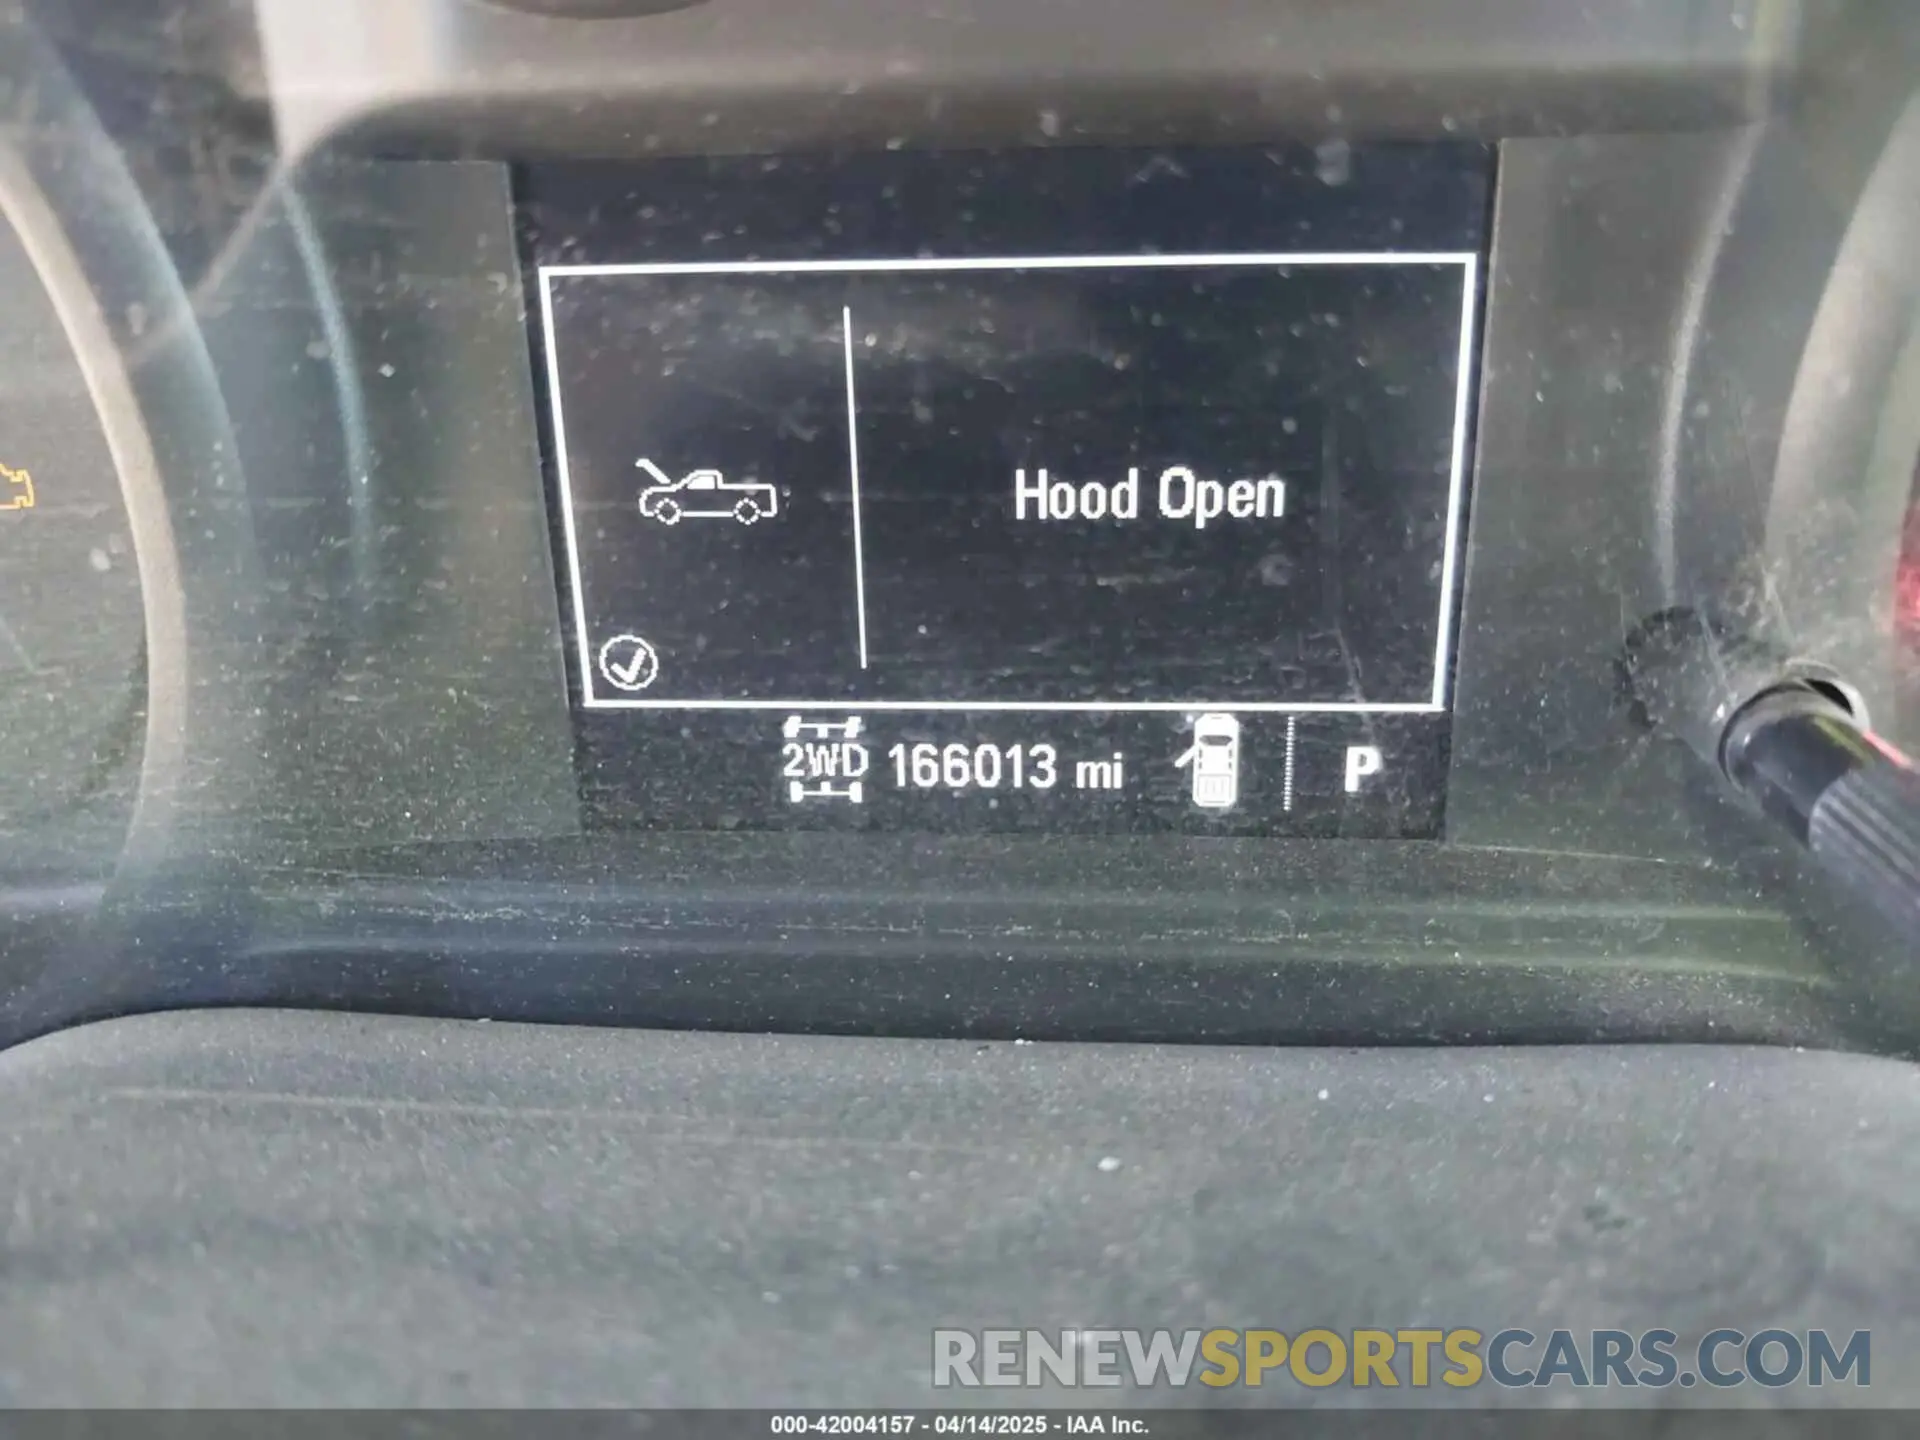 Hood Open
2WD 166013 mi P
RENEWSPORTSCARS.COM
000-42004157 - 04/14/2025 - IAA Inc.